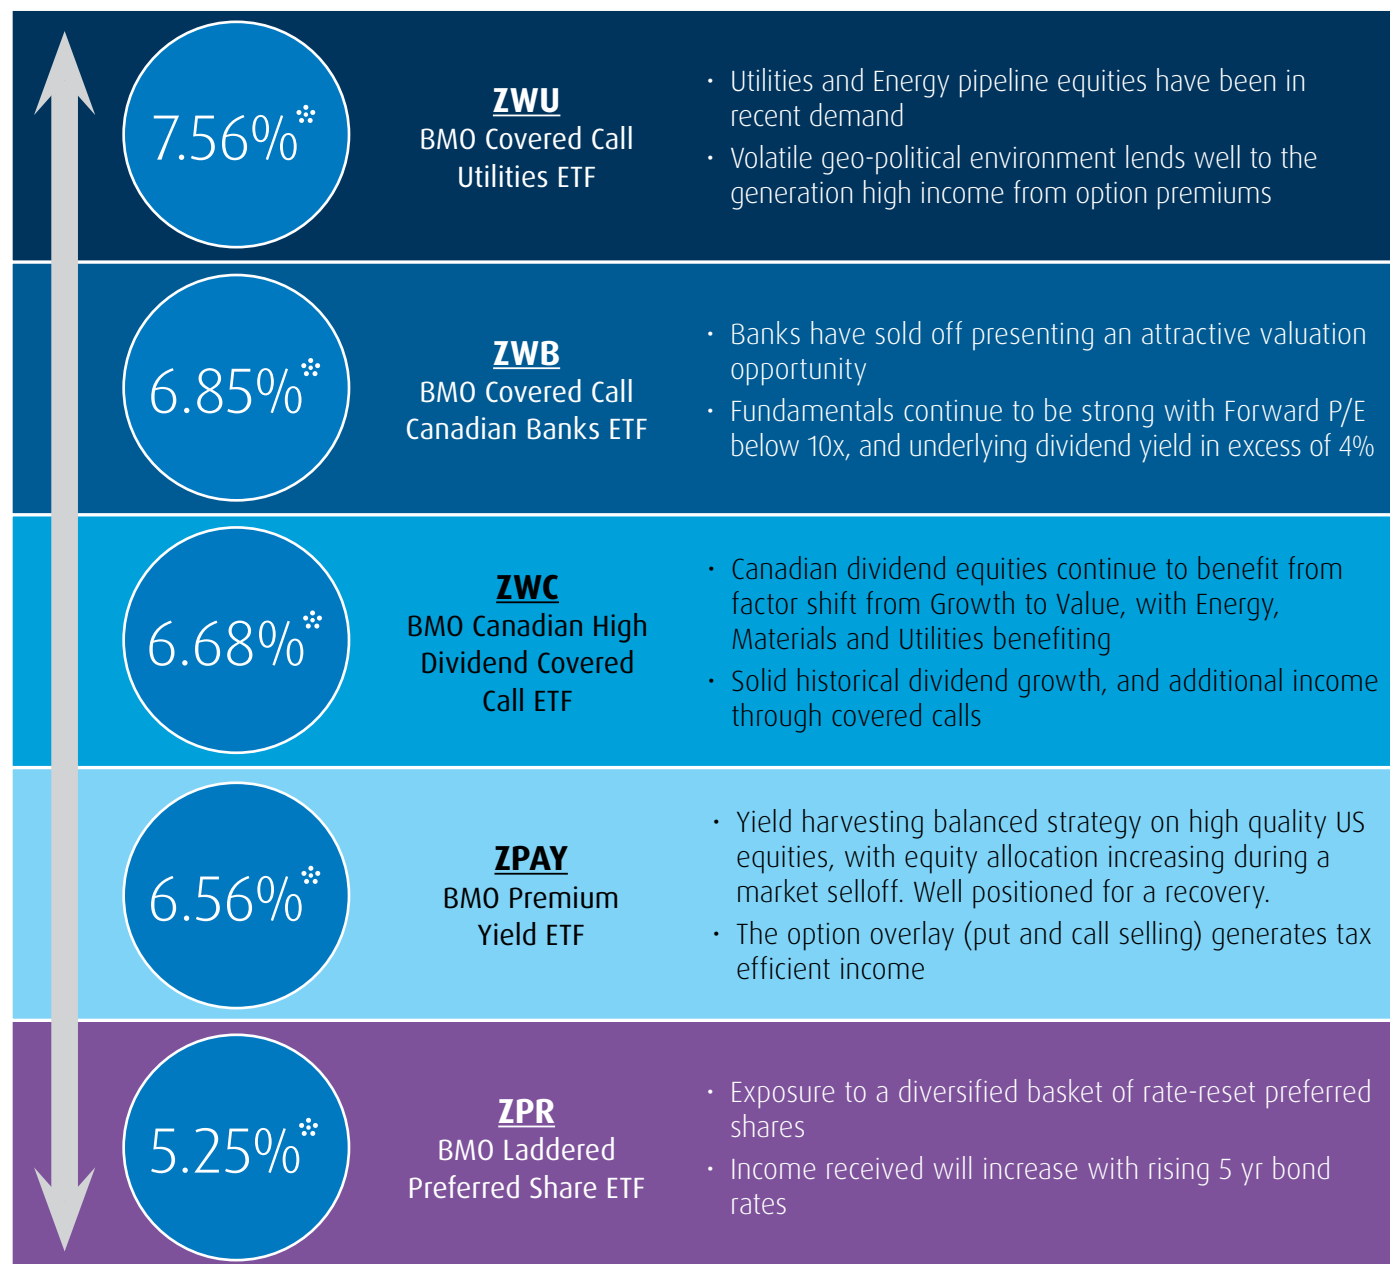 7.56%*
ZWU
BMO Covered Call
Utilities ETF
· Utilities and Energy pipeline equities have been in
recent demand
· Volatile geo-political environment lends well to the
generation high income from option premiums
6.85%*
ZWB
BMO Covered Call
Canadian Banks ETF
· Banks have sold off presenting an attractive valuation
opportunity
· Fundamentals continue to be strong with Forward P/E
below 10x, and underlying dividend yield in excess of 4%
6.68%*
ZWC
BMO Canadian High
Dividend Covered
Call ETF
· Canadian dividend equities continue to benefit from
factor shift from Growth to Value, with Energy,
Materials and Utilities benefiting
· Solid historical dividend growth, and additional income
through covered calls
6.56%*
ZPAY
BMO Premium
Yield ETF
· Yield harvesting balanced strategy on high quality US
equities, with equity allocation increasing during a
market selloff. Well positioned for a recovery.
· The option overlay (put and call selling) generates tax
efficient income
5.25%*
ZPR
BMO Laddered
Preferred Share ETF
· Exposure to a diversified basket of rate-reset preferred
shares
· Income received will increase with rising 5 yr bond
rates